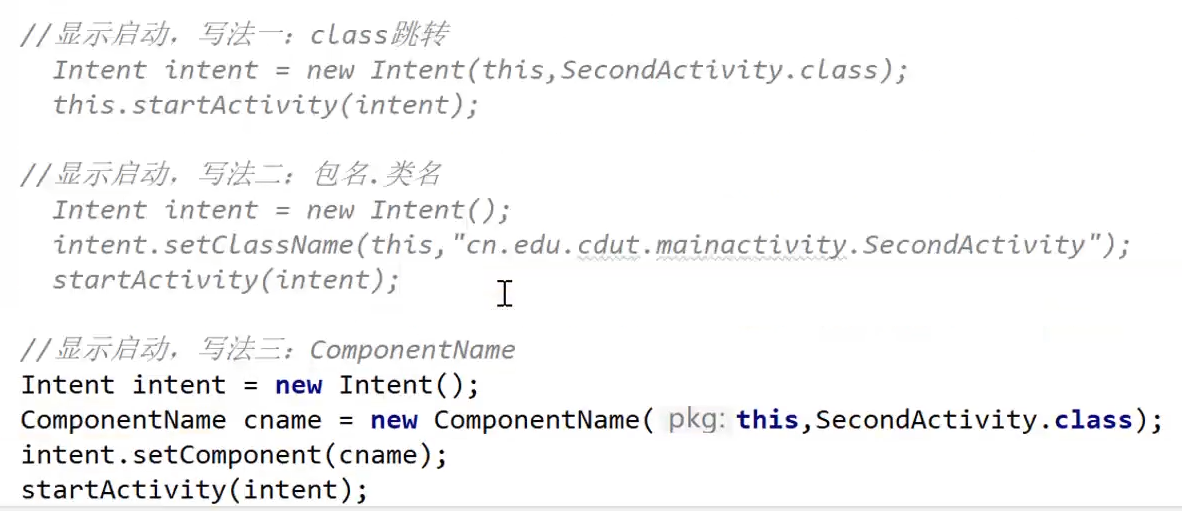 //显示启动，写法一：class跳转
Intent intent = new Intent(this,SecondActivity.class);
this.startActivity(intent);
//显示启动，写法二：包名.类名
Intent intent = new Intent();
intent.setClassName(this,"cn.edu.cdut.mainactivity.SecondActivity");
startActivity(intent);
//显示启动，写法三：ComponentName
Intent intent = new Intent();
ComponentName cname = new ComponentName( pkg: this,SecondActivity.class);
intent.setComponent(cname);
startActivity(intent);